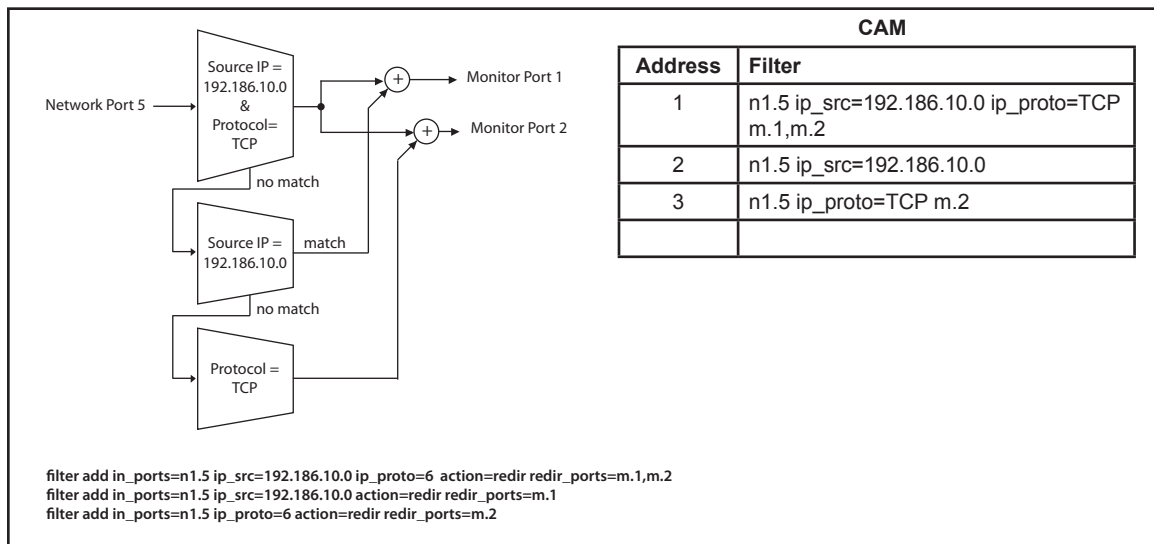 Network Port 5
Source IP =
192.186.10.0
&
Protocol=
TCP
no match
Source IP =
192.186.10.0
match
no match
Protocol =
TCP
Monitor Port 1
Monitor Port 2
+
+
CAM
Address Filter
1 n1.5 ip_src=192.186.10.0 ip_proto=TCP
m.1,m.2
2 n1.5 ip_src=192.186.10.0
3 n1.5 ip_proto=TCP m.2
filter add in_ports=n1.5 ip_src=192.186.10.0 ip_proto=6 action=redir redir_ports=m.1,m.2
filter add in_ports=n1.5 ip_src=192.186.10.0 action=redir redir_ports=m.1
filter add in_ports=n1.5 ip_proto=6 action=redir redir_ports=m.2